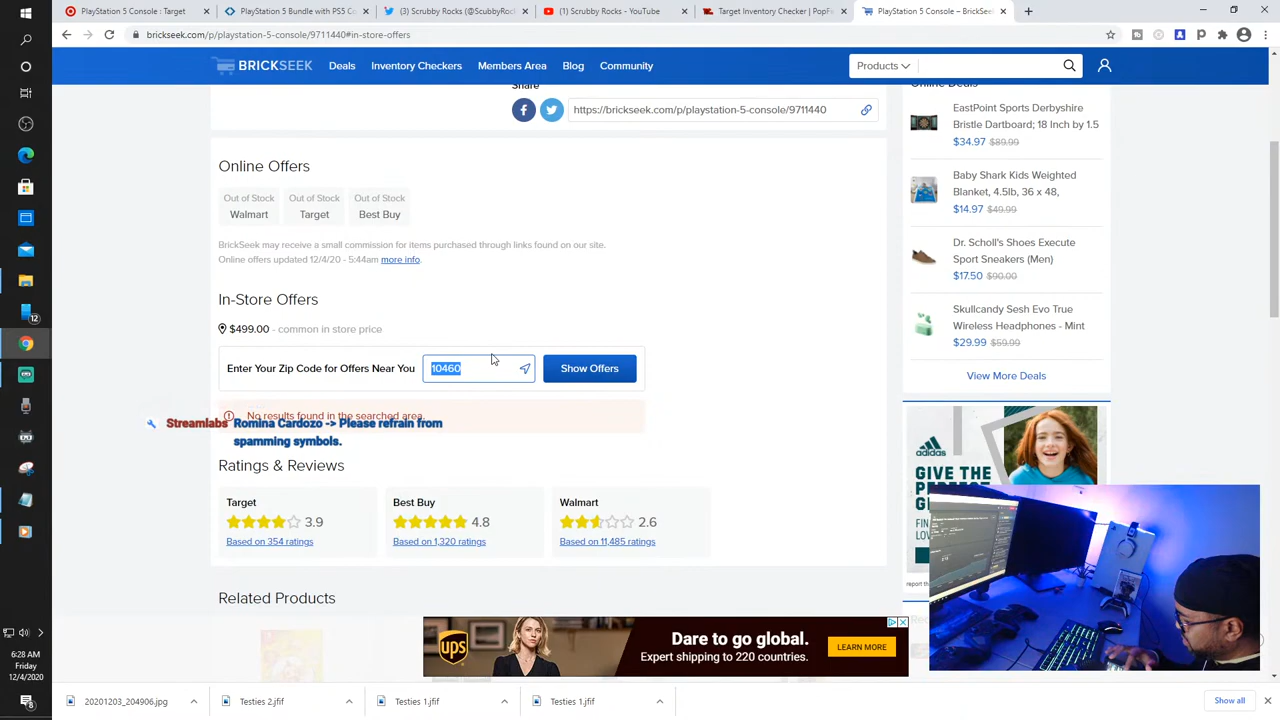 PlayStation 5 Console : Target
PlayStation 5 Bundle with PS5 C
(3) Scrubby Rocks (@ScubbyRoc
(1) Scrubby Rocks - YouTube
Target Inventory Checker | PopF
PlayStation 5 Console – BrickSee
brickseek.com/p/playstation-5-console/9711440#in-store-offers
BRICKSEEK
Deals
Inventory Checkers
Members Area
Blog
Community
Products
Share
https://brickseek.com/p/playstation-5-console/9711440
Online Offers
Out of Stock
Walmart
Out of Stock
Target
Out of Stock
Best Buy
BrickSeek may receive a small commission for items purchased through links found on our site.
Online offers updated 12/4/20 - 5:44am more info.
In-Store Offers
$499.00 - common in store price
Enter Your Zip Code for Offers Near You
10460
Show Offers
No results found in the searched area.
Streamlabs Romina Cardozo -> Please refrain from
spamming symbols.
Ratings & Reviews
Target
3.9
Based on 354 ratings
Best Buy
4.8
Based on 1,320 ratings
Walmart
2.6
Based on 11,485 ratings
Related Products
Online Deals
EastPoint Sports Derbyshire
Bristle Dartboard; 18 Inch by 1.5
$34.97 $89.99
Baby Shark Kids Weighted
Blanket, 4.5lb, 36 x 48,
$14.97 $49.99
Dr. Scholl's Shoes Execute
Sport Sneakers (Men)
$17.50 $90.00
Skullcandy Sesh Evo True
Wireless Headphones - Mint
$29.99 $59.99
View More Deals
adidas
GIVE THE
report th
ups
Dare to go global.
Expert shipping to 220 countries.
LEARN MORE
12
6:28 AM
Friday
12/4/2020
8
20201203_204906.jpg
Testies 2.jfif
Testies 1.jfif
Testies 1.jfif
Show all